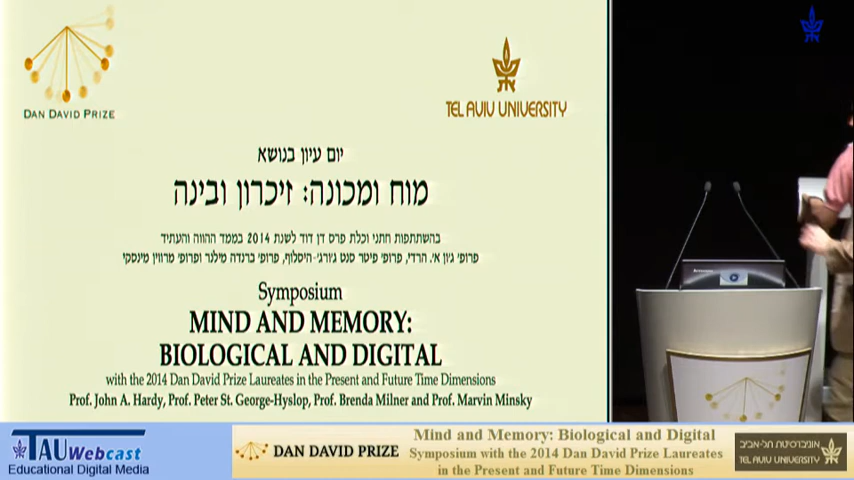 DAN DAVID PRIZE
TEL AVIV UNIVERSITY
יום עיון בנושא
מוח ומכונה: זיכרון ובינה
בהשתתפות חתני וכלת פרס דן דוד לשנת 2014 בממד ההווה והעתיד
פרופ' ג'ון א'. הרדי, פרופ' פיטר סנט ג'ורג'-היסלוף, פרופ' ברנדה מילנר ופרופ' מרווין מינסקי
Symposium
MIND AND MEMORY:
BIOLOGICAL AND DIGITAL
with the 2014 Dan David Prize Laureates in the Present and Future Time Dimensions
Prof. John A. Hardy, Prof. Peter St. George-Hyslop, Prof. Brenda Milner and Prof. Marvin Minsky
TAU Webcast
Educational Digital Media
DAN DAVID PRIZE
Mind and Memory: Biological and Digital
Symposium with the 2014 Dan David Prize Laureates
in the Present and Future Time Dimensions
אוניברסיטת תל-אביב
TEL AVIV UNIVERSITY